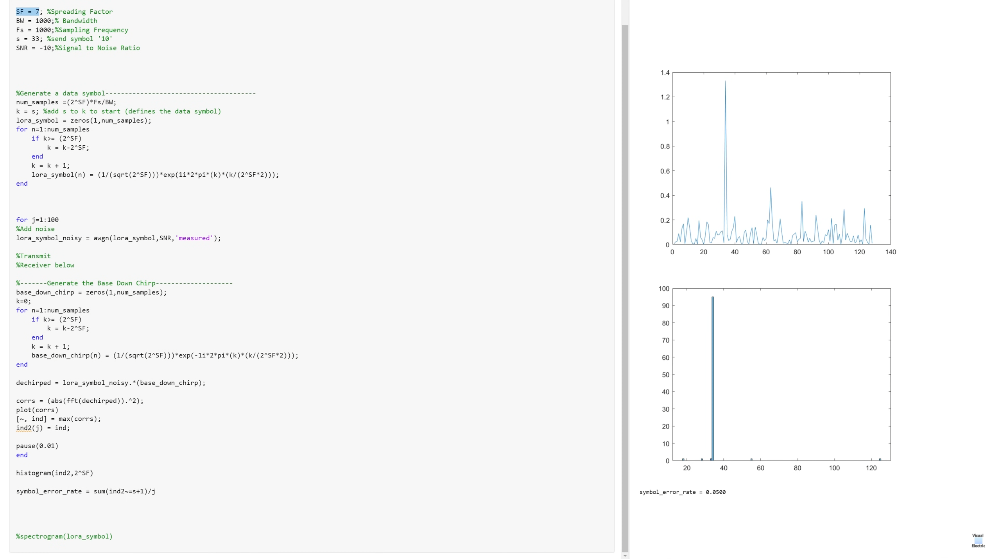 SF = 7; %Spreading Factor
BW = 1000;% Bandwidth
Fs = 1000;%Sampling Frequency
s = 33; %send symbol '10'
SNR = -10;%Signal to Noise Ratio
%Generate a data symbol---------------------------------------
num_samples =(2^SF)*Fs/BW;
k = s; %add s to k to start (defines the data symbol)
lora_symbol = zeros(1,num_samples);
for n=1:num_samples
    if k>= (2^SF)
        k = k-2^SF;
    end
    k = k + 1;
    lora_symbol(n) = (1/(sqrt(2^SF)))*exp(1i*2*pi*(k)*(k/(2^SF*2)));
end
for j=1:100
%Add noise
lora_symbol_noisy = awgn(lora_symbol,SNR,'measured');
%Transmit
%Receiver below
%-------Generate the Base Down Chirp--------------------
base_down_chirp = zeros(1,num_samples);
k=0;
for n=1:num_samples
    if k>= (2^SF)
        k = k-2^SF;
    end
    k = k + 1;
    base_down_chirp(n) = (1/(sqrt(2^SF)))*exp(-1i*2*pi*(k)*(k/(2^SF*2)));
end
dechirped = lora_symbol_noisy.*(base_down_chirp);
corrs = (abs(fft(dechirped)).^2);
plot(corrs)
[~, ind] = max(corrs);
ind2(j) = ind;
pause(0.01)
end
histogram(ind2,2^SF)
symbol_error_rate = sum(ind2~=s+1)/j
%spectrogram(lora_symbol)
1.4
1.2
1
0.8
0.6
0.4
0.2
0
0 20 40 60 80 100 120 140
100
90
80
70
60
50
40
30
20
10
0
20 40 60 80 100 120
symbol_error_rate = 0.0500
Visual
Electric